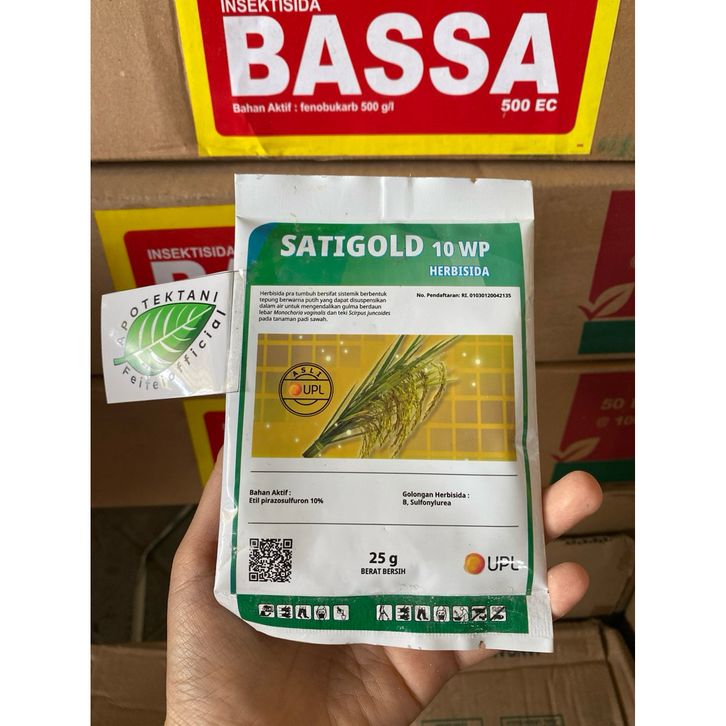 INSEKTISIDA
BASSA
Bahan Aktif : fenobukarb 500 g/l
500 EC
INSEKTISIDA
SATIGOLD 10 WP
HERBISIDA
Herbisida pra tumbuh bersifat sistemik berbentuk
tepung berwarna putih yang dapat disuspensikan
dalam air untuk mengendalikan gulma berdaun
lebar Monochoria vaginalis dan teki Scirpus juncoides
pada tanaman padi sawah.
No. Pendaftaran: RI. 01030120042135
APOTEKTANI
Feifei official
ASLI
UPL
50
Bahan Aktif :
Etil pirazosulfuron 10%
Golongan Herbisida :
B, Sulfonylurea
25 g
BERAT BERSIH
UPL